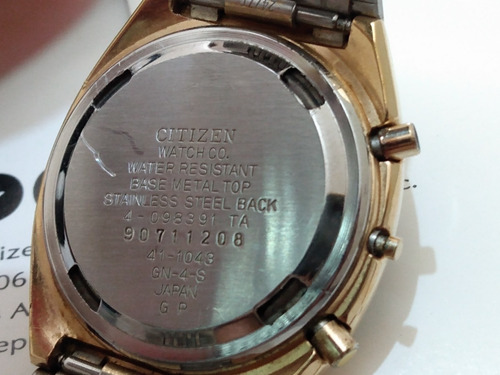 CITIZEN
WATCH CO.
WATER RESISTANT
BASE METAL TOP
STAINLESS STEEL BACK
4-098391 TA
90711208
41-1043
GN-4-S
JAPAN
G P